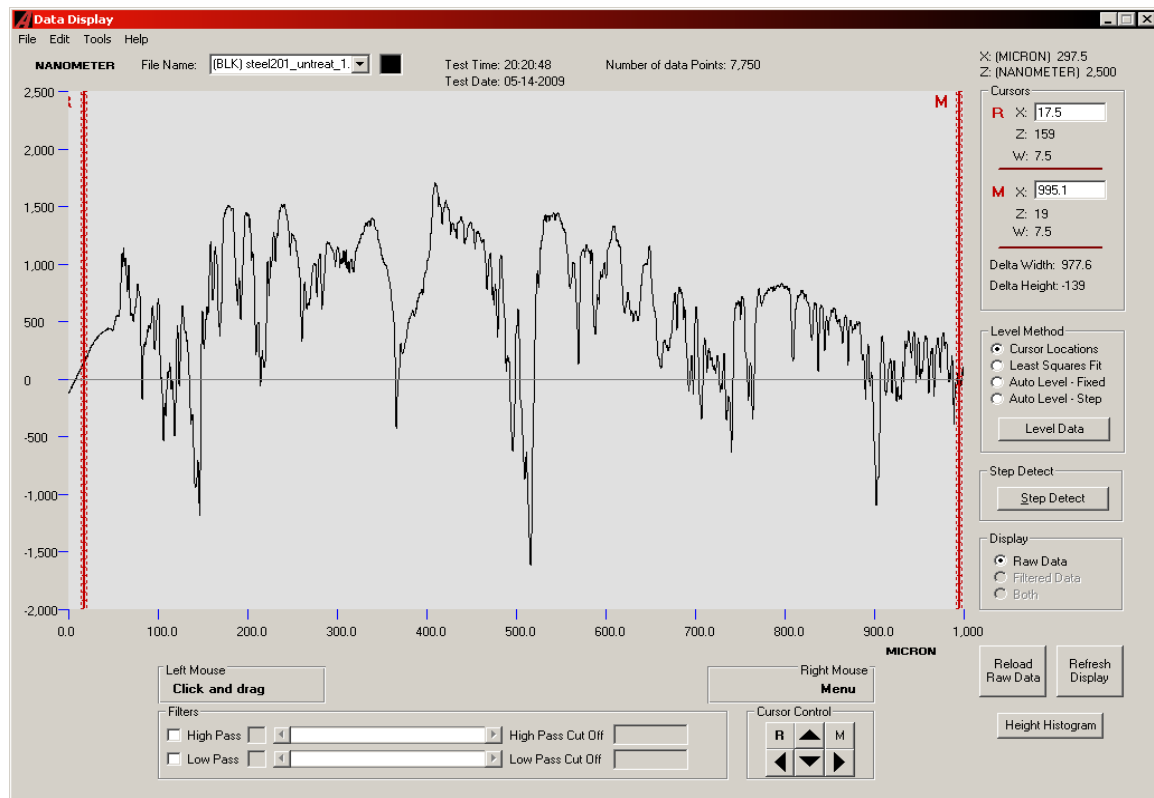 Data Display
File Edit Tools Help
NANOMETER File Name: (BLK) steel201_untreat_1. Test Time: 20:20:48 Number of data Points: 7,750
Test Date: 05-14-2009
X: (MICRON) 297.5
Z: (NANOMETER) 2,500
Cursors
R X: 17.5
Z: 159
W: 7.5
M X: 995.1
Z: 19
W: 7.5
Delta Width: 977.6
Delta Height: -139
Level Method
Cursor Locations
Least Squares Fit
Auto Level - Fixed
Auto Level - Step
Level Data
Step Detect
Step Detect
Display
Raw Data
Filtered Data
Both
R M
2,500
2,000
1,500
1,000
500
0
-500
-1,000
-1,500
-2,000
0.0 100.0 200.0 300.0 400.0 500.0 600.0 700.0 800.0 900.0 1,000
MICRON
Reload
Raw Data
Refresh
Display
Height Histogram
Left Mouse
Click and drag
Right Mouse
Menu
Filters
High Pass High Pass Cut Off
Low Pass Low Pass Cut Off
Cursor Control
R M